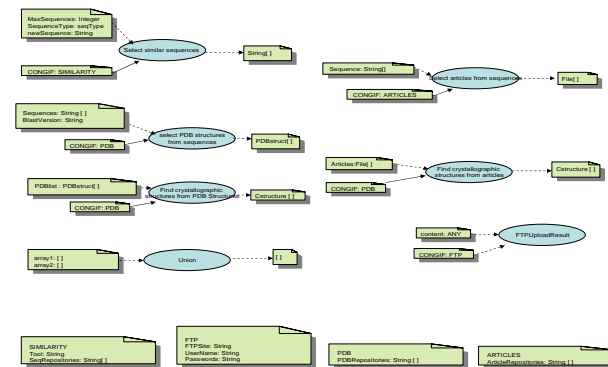 MaxSequences: Integer
SequenceType: seqType
newSequence: String
Select similar sequences
String[ ]
CONGIF: SIMILARITY
Sequence: String[]
Select articles from sequences
File[ ]
CONGIF: ARTICLES
Sequences: String [ ]
BlastVersion: String
select PDB structures
from sequences
PDBstruct[ ]
CONGIF: PDB
Articles:File[ ]
Find crystallographic
structures from articles
Cstructure [ ]
CONGIF: PDB
PDBlist : PDBstruct[ ]
Find crystallographic
structures from PDB Structures
Cstructure [ ]
CONGIF: PDB
content: ANY
FTPUploadResult
CONGIF: FTP
array1: [ ]
array2: [ ]
Union
[ ]
SIMILARITY
Tool: String
SeqRepositories: String[ ]
FTP
FTPSite: String
UserName: String
Passwords: String
PDB
PDBRepositories: String [ ]
ARTICLES
ArticleRepositories: String [ ]